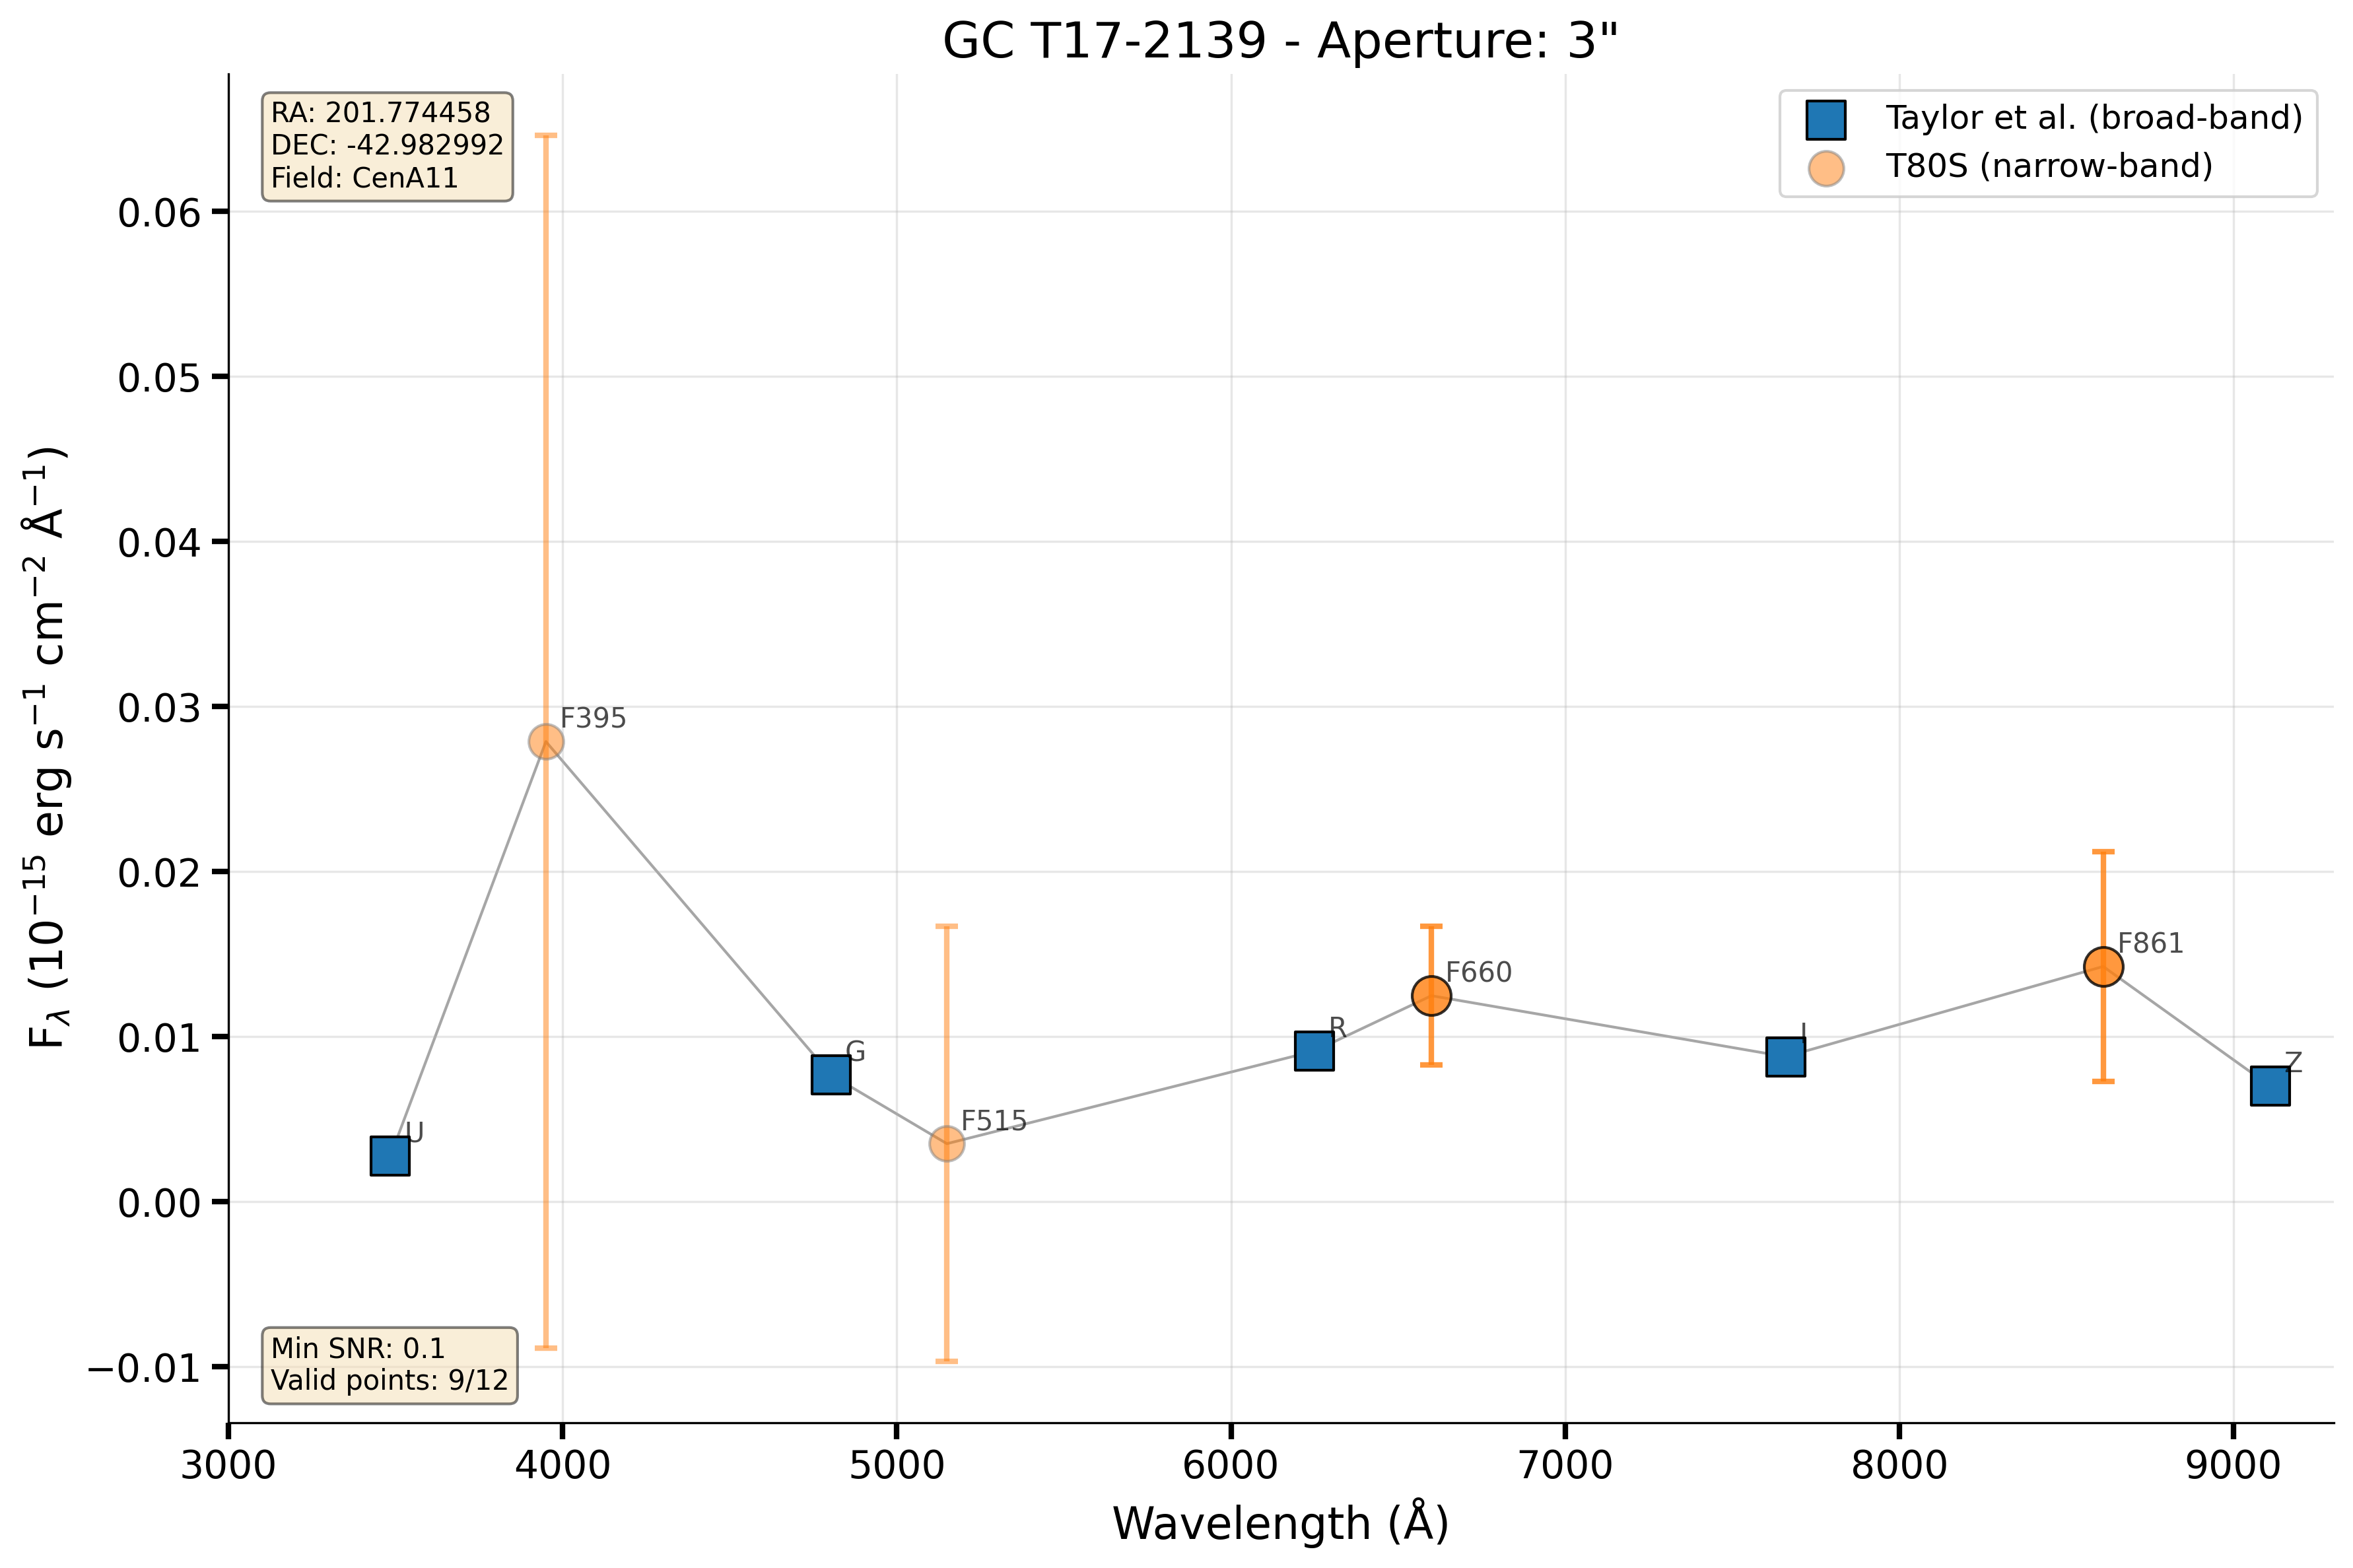 GC T17-2139 - Aperture: 3"
RA: 201.774458
DEC: -42.982992
Field: CenA11
Taylor et al. (broad-band)
T80S (narrow-band)
F$_{\lambda}$ (10$^{-15}$ erg s$^{-1}$ cm$^{-2}$ Å$^{-1}$)
0.06
0.05
0.04
0.03
0.02
0.01
0.00
−0.01
U
F395
G
F515
R
F660
I
F861
Z
Min SNR: 0.1
Valid points: 9/12
3000 4000 5000 6000 7000 8000 9000
Wavelength (Å)